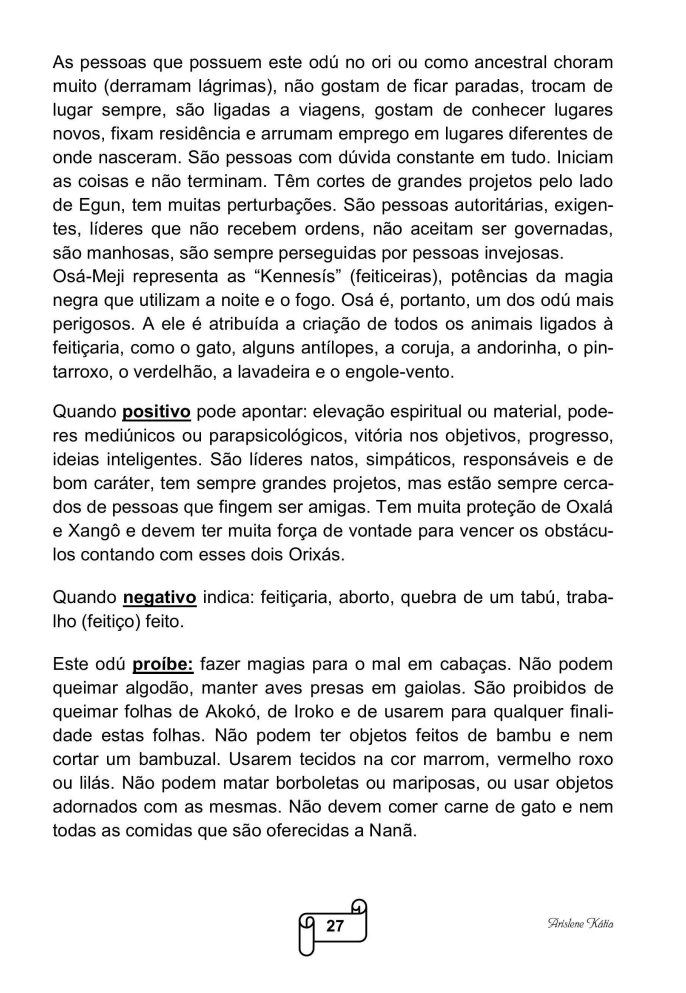 As pessoas que possuem este odú no ori ou como ancestral choram
muito (derramam lágrimas), não gostam de ficar paradas, trocam de
lugar sempre, são ligadas a viagens, gostam de conhecer lugares
novos, fixam residência e arrumam emprego em lugares diferentes de
onde nasceram. São pessoas com dúvida constante em tudo. Iniciam
as coisas e não terminam. Têm cortes de grandes projetos pelo lado
de Egun, tem muitas perturbações. São pessoas autoritárias, exigen-
tes, líderes que não recebem ordens, não aceitam ser governadas,
são manhosas, são sempre perseguidas por pessoas invejosas.
Osá-Meji representa as “Kennesís” (feiticeiras), potências da magia
negra que utilizam a noite e o fogo. Osá é, portanto, um dos odú mais
perigosos. A ele é atribuída a criação de todos os animais ligados à
feitiçaria, como o gato, alguns antílopes, a coruja, a andorinha, o pin-
tarroxo, o verdelhão, a lavadeira e o engole-vento.
Quando positivo pode apontar: elevação espiritual ou material, pode-
res mediúnicos ou parapsicológicos, vitória nos objetivos, progresso,
ideias inteligentes. São líderes natos, simpáticos, responsáveis e de
bom caráter, tem sempre grandes projetos, mas estão sempre cerca-
dos de pessoas que fingem ser amigas. Tem muita proteção de Oxalá
e Xangô e devem ter muita força de vontade para vencer os obstácu-
los contando com esses dois Orixás.
Quando negativo indica: feitiçaria, aborto, quebra de um tabú, traba-
lho (feitiço) feito.
Este odú proíbe: fazer magias para o mal em cabaças. Não podem
queimar algodão, manter aves presas em gaiolas. São proibidos de
queimar folhas de Akokó, de Iroko e de usarem para qualquer finali-
dade estas folhas. Não podem ter objetos feitos de bambu e nem
cortar um bambuzal. Usarem tecidos na cor marrom, vermelho roxo
ou lilás. Não podem matar borboletas ou mariposas, ou usar objetos
adornados com as mesmas. Não devem comer carne de gato e nem
todas as comidas que são oferecidas a Nanã.
27
Arislene Kátia